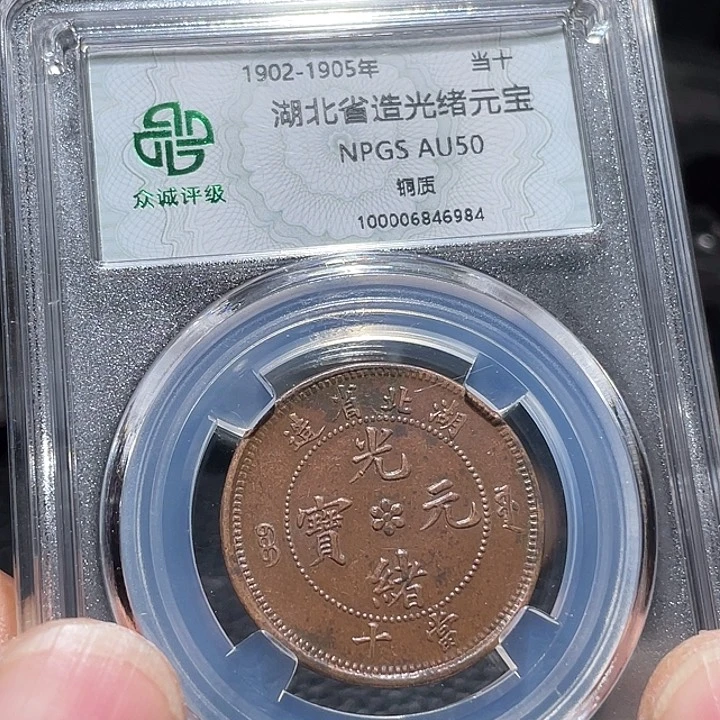 1902-1905年 当十
湖北省造光绪元宝
NPGS AU50
铜质
100006846984
众诚评级
湖北省造
光緒元寶
當十